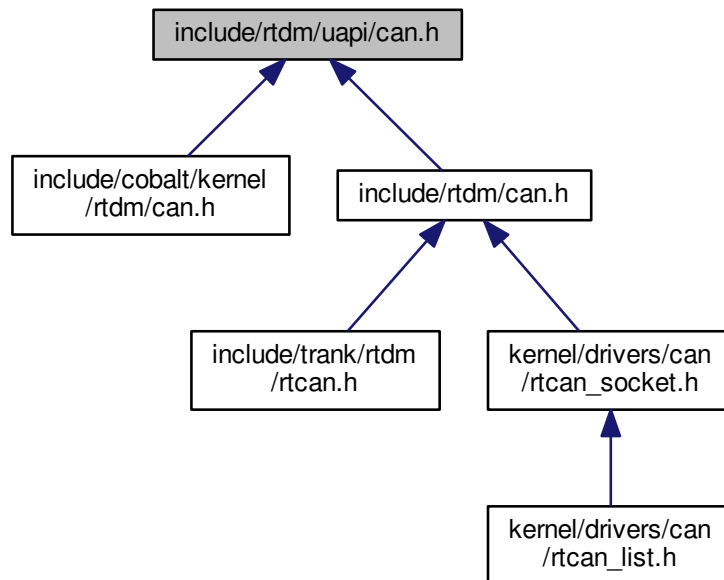 include/rtdm/uapi/can.h
include/cobalt/kernel
/rtdm/can.h
include/rtdm/can.h
include/trank/rtdm
/rtcan.h
kernel/drivers/can
/rtcan_socket.h
kernel/drivers/can
/rtcan_list.h